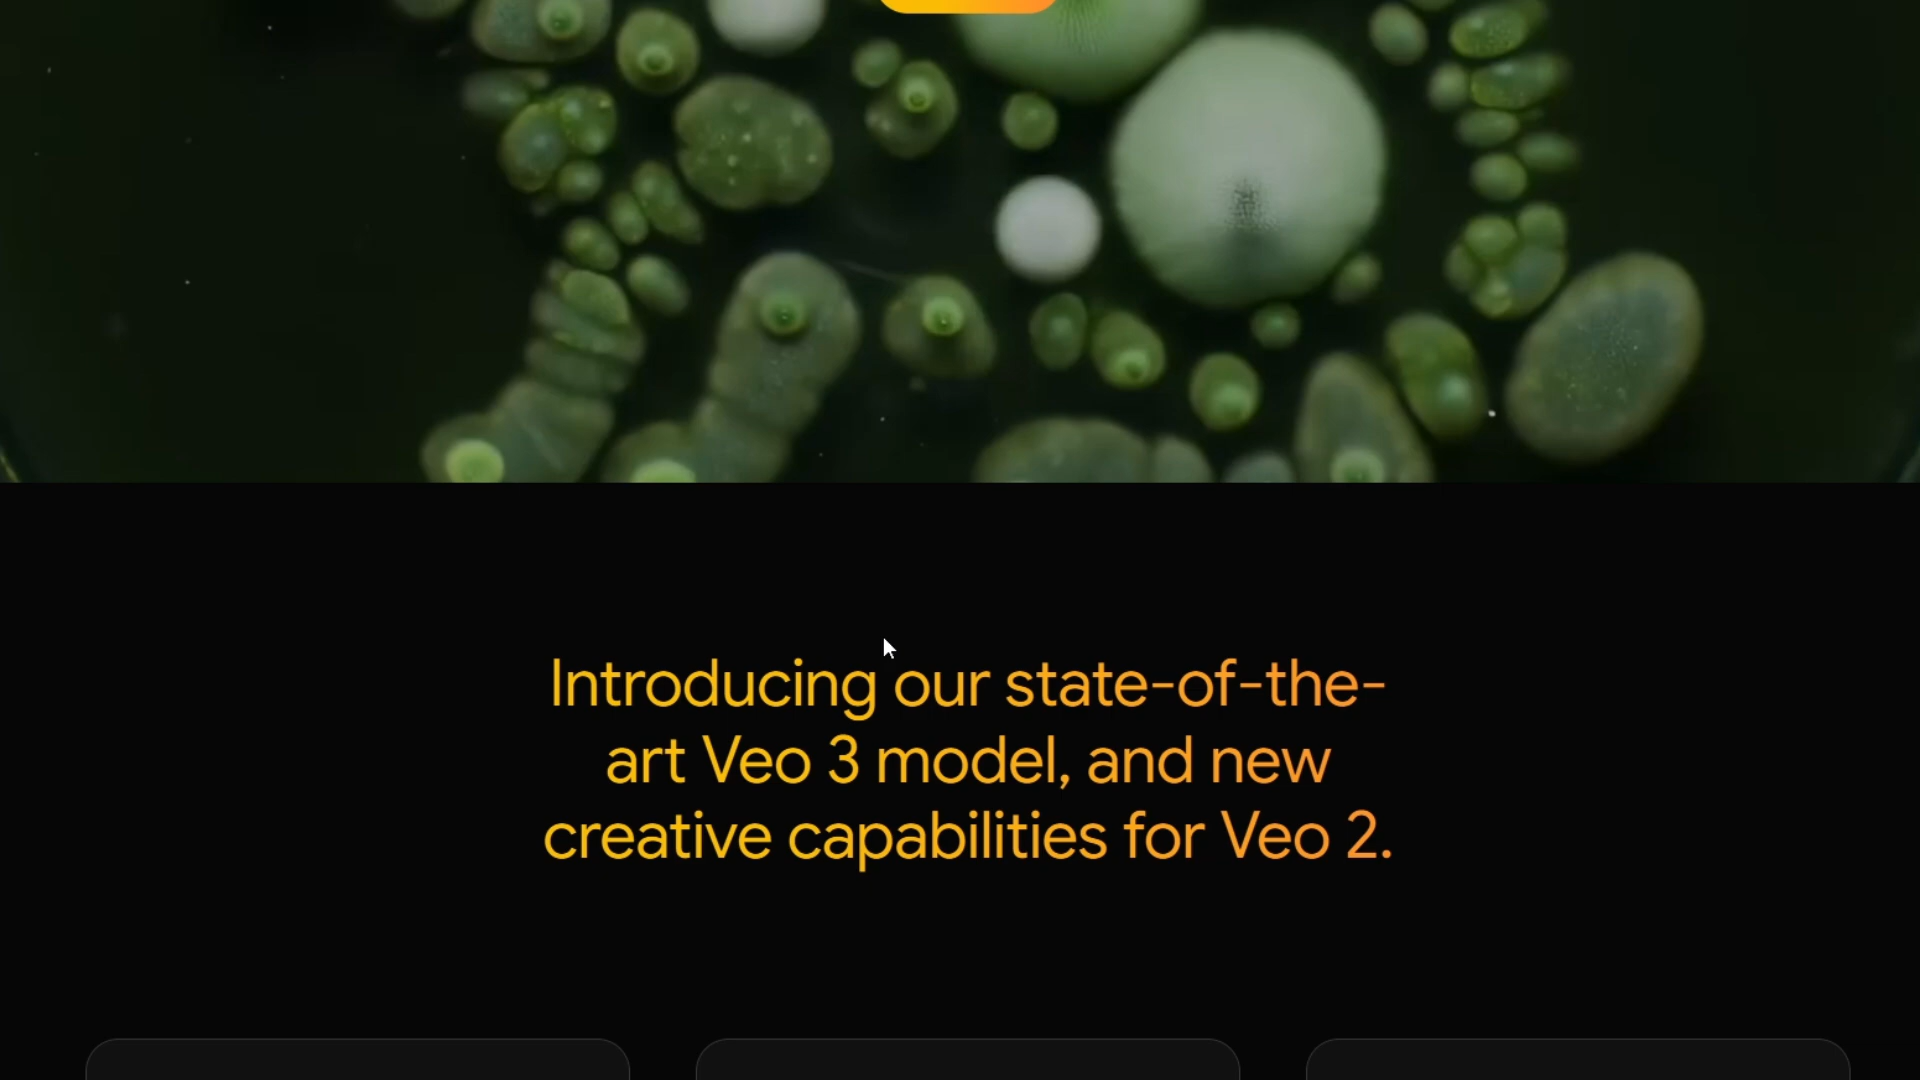 Introducing our state-of-the-
art Veo 3 model, and new
creative capabilities for Veo 2.